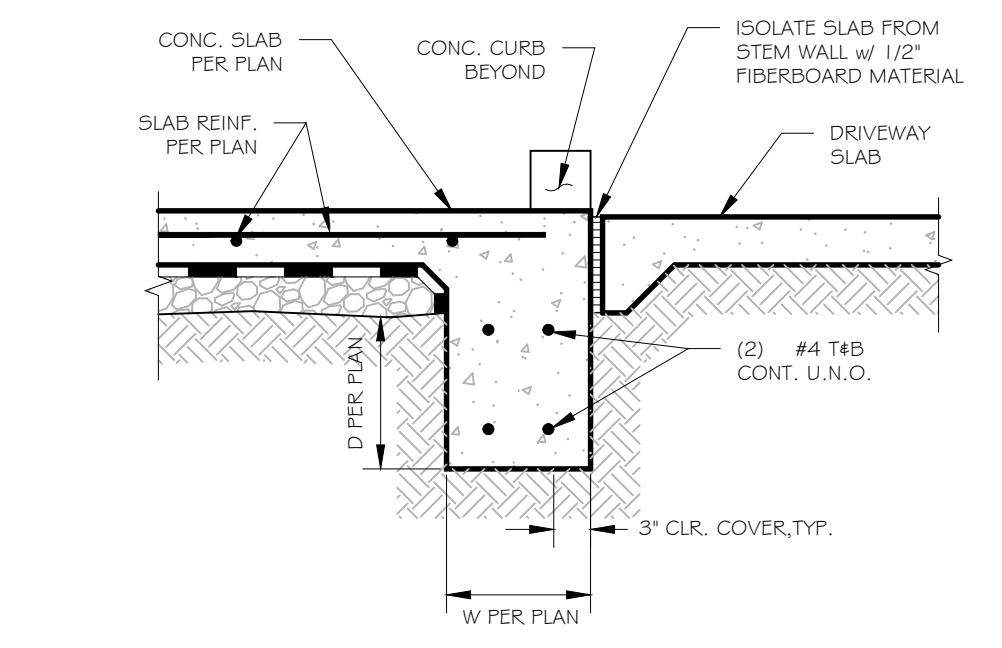 CONC. SLAB
PER PLAN
CONC. CURB
BEYOND
ISOLATE SLAB FROM
STEM WALL w/ 1/2"
FIBERBOARD MATERIAL
SLAB REINF.
PER PLAN
DRIVEWAY
SLAB
D PER PLAN
(2) #4 T&B
CONT. U.N.O.
3" CLR. COVER,TYP.
W PER PLAN